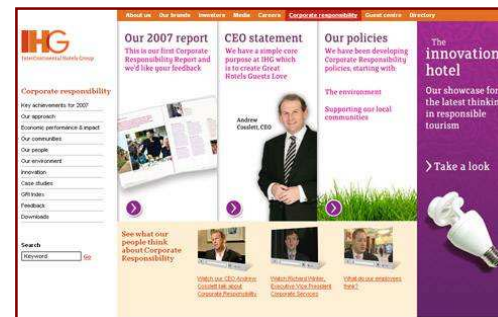 About us Our brands Investors Media Careers Corporate responsibility Guest centre Directory
IHG
InterContinental Hotels Group
Corporate responsibility
Key achievements for 2007
Our approach
Economic performance & impact
Our communities
Our people
Our environment
Innovation
Case studies
GRI Index
Feedback
Downloads
Search
Keyword
Go
Our 2007 report
This is our first Corporate
Responsibility Report and
we'd like your feedback
CEO statement
We have a simple core
purpose at IHG which
is to create Great
Hotels Guests Love
Andrew
Cosslett, CEO
Our policies
We have been developing
Corporate Responsibility
policies, starting with:
The environment
Supporting our local
communities
The
innovation
hotel
Our showcase for
the latest thinking
in responsible
tourism
Take a look
See what our
people think
about Corporate
Responsibility
Watch our CEO Andrew
Cosslett talk about
Corporate Responsibility
Watch Richard Winter,
Executive Vice President
Corporate Services
What do our employees
think?